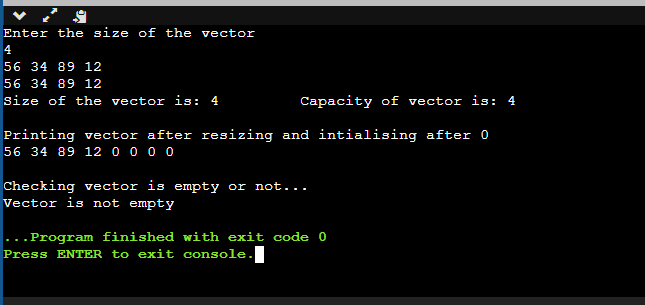 Enter the size of the vector
4
56 34 89 12
56 34 89 12
Size of the vector is: 4 Capacity of vector is: 4
Printing vector after resizing and intialising after 0
56 34 89 12 0 0 0 0
Checking vector is empty or not...
Vector is not empty
...Program finished with exit code 0
Press ENTER to exit console.